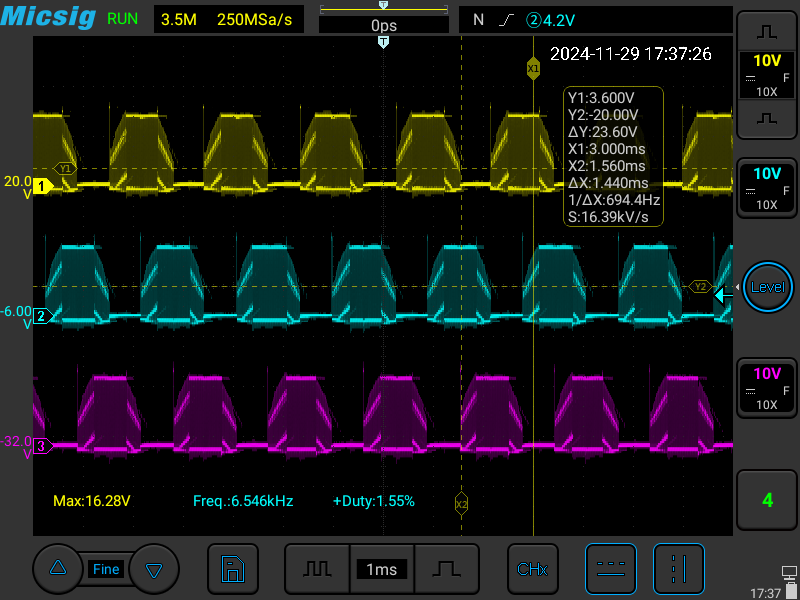 Micsig RUN 3.5M 250MSa/s 0ps N ②4.2V
T
T
2024-11-29 17:37:26
X1
10V
F
10X
Y1:3.600V
Y2:-20.00V
ΔY:23.60V
X1:3.000ms
X2:1.560ms
ΔX:1.440ms
1/ΔX:694.4Hz
S:16.39kV/s
Y1
20.0 1
V
10V
F
10X
Y2
Level
-6.00 2
V
10V
F
10X
-32.0 3
V
Max:16.28V Freq.:6.546kHz +Duty:1.55% X2
4
Fine 1ms CHx
17:37